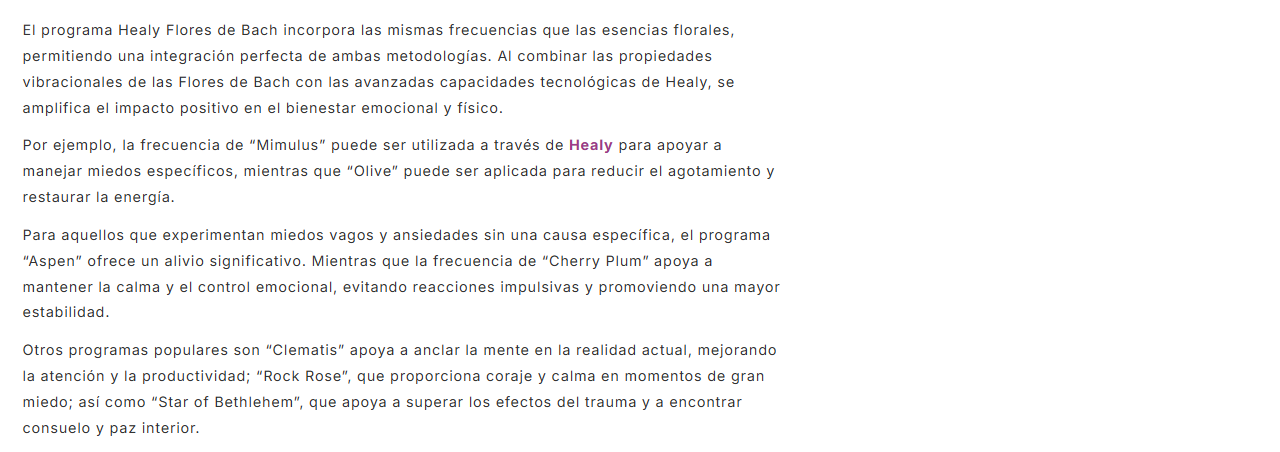 El programa Healy Flores de Bach incorpora las mismas frecuencias que las esencias florales,
permitiendo una integración perfecta de ambas metodologías. Al combinar las propiedades
vibracionales de las Flores de Bach con las avanzadas capacidades tecnológicas de Healy, se
amplifica el impacto positivo en el bienestar emocional y físico.
Por ejemplo, la frecuencia de “Mimulus” puede ser utilizada a través de Healy para apoyar a
manejar miedos específicos, mientras que “Olive” puede ser aplicada para reducir el agotamiento y
restaurar la energía.
Para aquellos que experimentan miedos vagos y ansiedades sin una causa específica, el programa
“Aspen” ofrece un alivio significativo. Mientras que la frecuencia de “Cherry Plum” apoya a
mantener la calma y el control emocional, evitando reacciones impulsivas y promoviendo una mayor
estabilidad.
Otros programas populares son “Clematis” apoya a anclar la mente en la realidad actual, mejorando
la atención y la productividad; “Rock Rose”, que proporciona coraje y calma en momentos de gran
miedo; así como “Star of Bethlehem”, que apoya a superar los efectos del trauma y a encontrar
consuelo y paz interior.